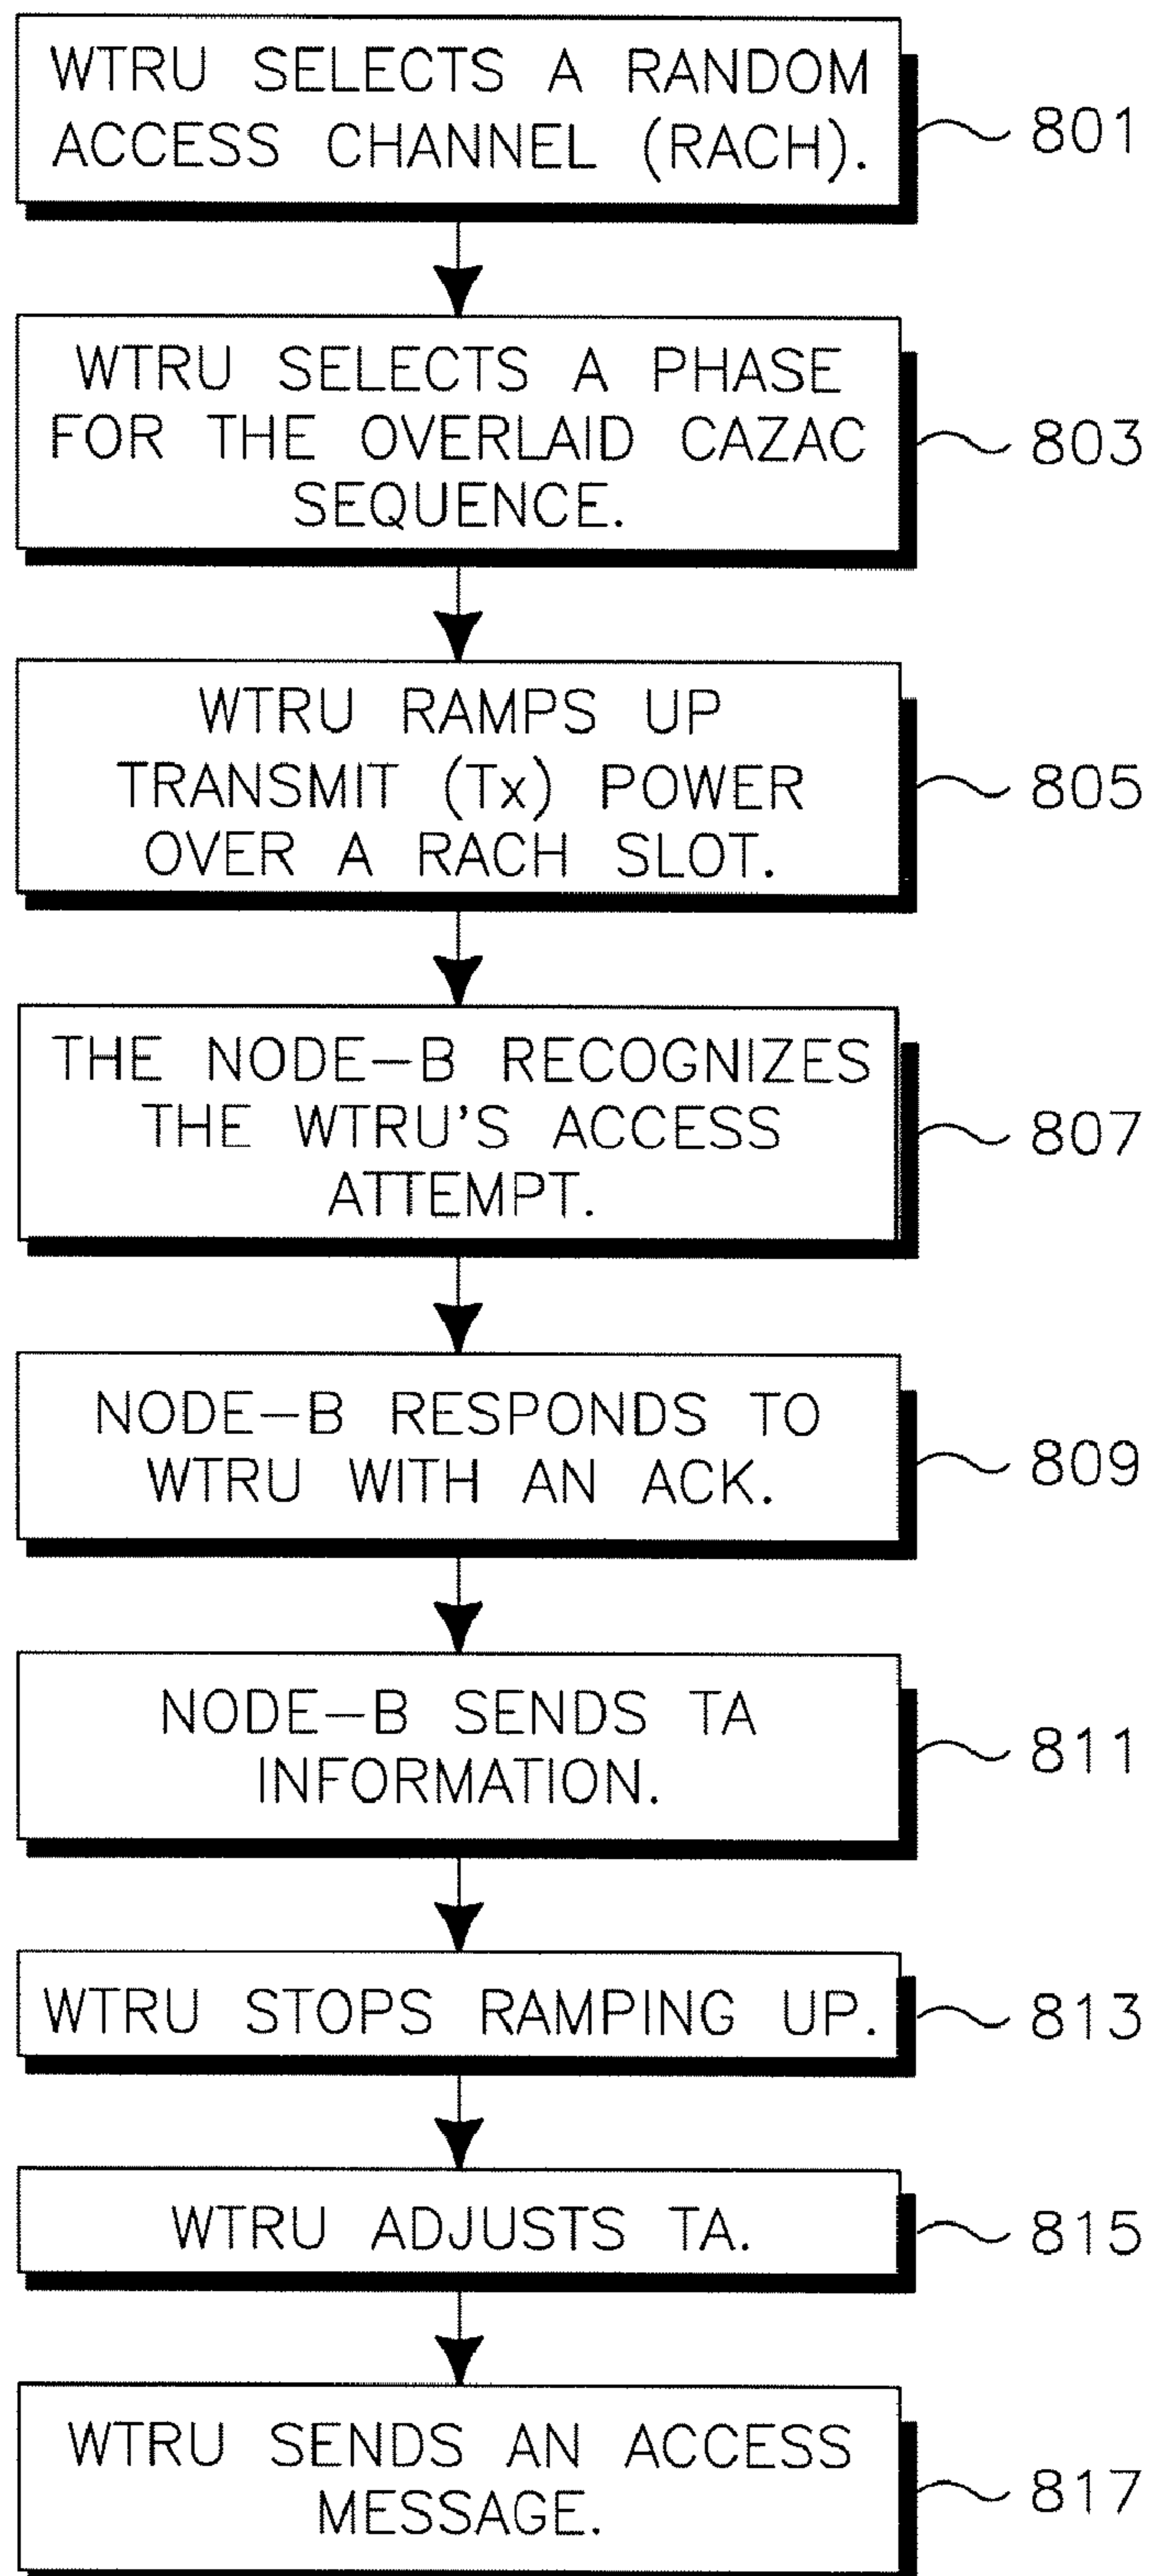 WTRU SELECTS A RANDOM
ACCESS CHANNEL (RACH).
801
WTRU SELECTS A PHASE
FOR THE OVERLAID CAZAC
SEQUENCE.
803
WTRU RAMPS UP
TRANSMIT (Tx) POWER
OVER A RACH SLOT.
805
THE NODE-B RECOGNIZES
THE WTRU'S ACCESS
ATTEMPT.
807
NODE-B RESPONDS TO
WTRU WITH AN ACK.
809
NODE-B SENDS TA
INFORMATION.
811
WTRU STOPS RAMPING UP.
813
WTRU ADJUSTS TA.
815
WTRU SENDS AN ACCESS
MESSAGE.
817